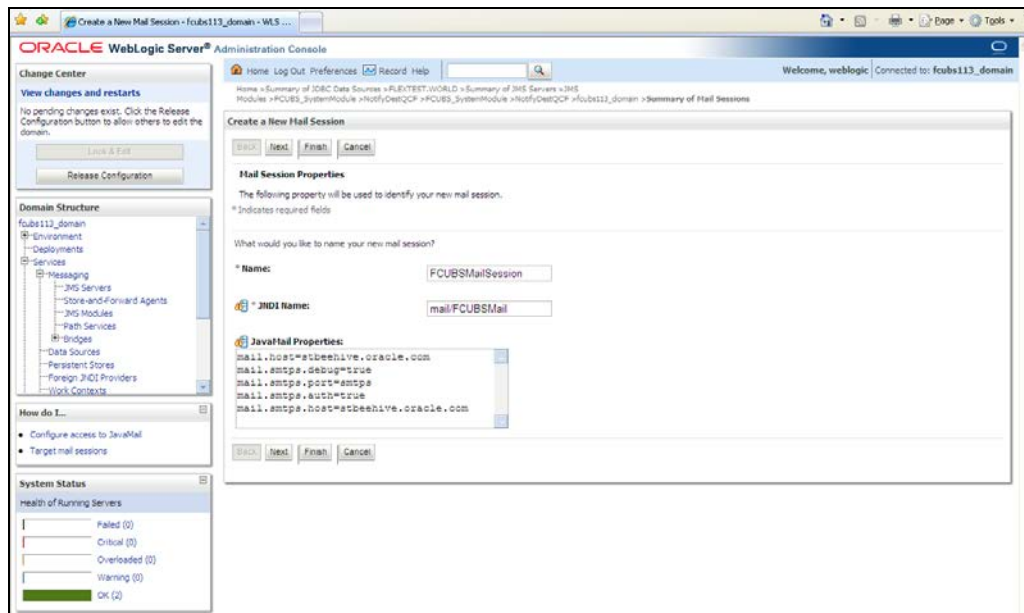 Create a New Mail Session - fcubs113_domain - WLS ...
Page Tools
ORACLE WebLogic Server® Administration Console
Change Center
View changes and restarts
No pending changes exist. Click the Release
Configuration button to allow others to edit the
domain.
Lock & Edit
Release Configuration
Domain Structure
fcubs113_domain
Environment
Deployments
Services
Messaging
JMS Servers
Store-and-Forward Agents
JMS Modules
Path Services
Bridges
Data Sources
Persistent Stores
Foreign JNDI Providers
Work Contexts
How do I...
Configure access to JavaMail
Target mail sessions
System Status
Health of Running Servers
Failed (0)
Critical (0)
Overloaded (0)
Warning (0)
OK (2)
Home Log Out Preferences Record Help
Welcome, weblogic Connected to: fcubs113_domain
Home >Summary of JDBC Data Sources >FLEXTEST.WORLD >Summary of JMS Servers >JMS
Modules >FCUBS_SystemModule >NotifyDestQCF >FCUBS_SystemModule >NotifyDestQCF >fcubs113_domain >Summary of Mail Sessions
Create a New Mail Session
Back Next Finish Cancel
Mail Session Properties
The following property will be used to identify your new mail session.
* Indicates required fields
What would you like to name your new mail session?
* Name: FCUBSMailSession
* JNDI Name: mail/FCUBSMail
JavaMail Properties:
mail.host=stbeehive.oracle.com
mail.smtps.debug=true
mail.smtps.port=smtps
mail.smtps.auth=true
mail.smtps.host=stbeehive.oracle.com
Back Next Finish Cancel